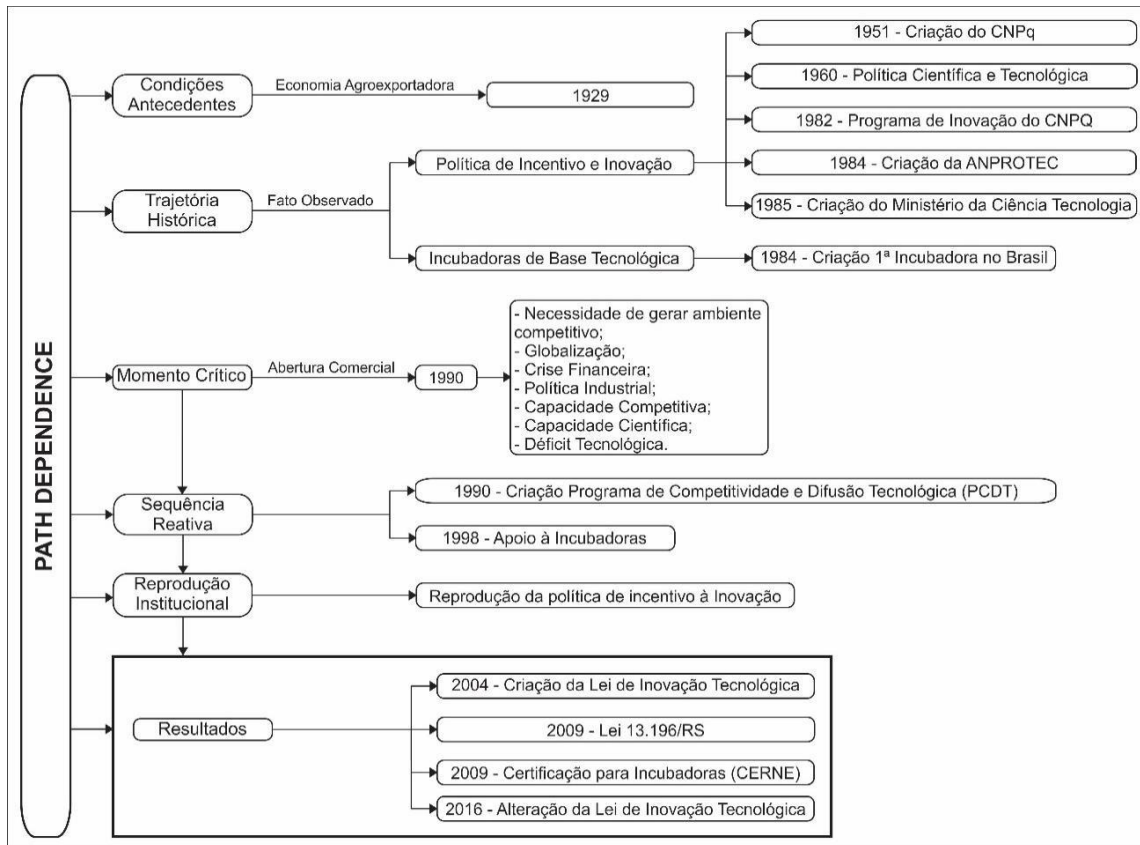 PATH DEPENDENCE
Condições
Antecedentes
Economia Agroexportadora
1929
Trajetória
Histórica
Fato Observado
Política de Incentivo e Inovação
1951 - Criação do CNPq
1960 - Política Científica e Tecnológica
1982 - Programa de Inovação do CNPQ
1984 - Criação da ANPROTEC
1985 - Criação do Ministério da Ciência Tecnologia
Incubadoras de Base Tecnológica
1984 - Criação 1ª Incubadora no Brasil
Momento Crítico
Abertura Comercial
1990
- Necessidade de gerar ambiente
competitivo;
- Globalização;
- Crise Financeira;
- Política Industrial;
- Capacidade Competitiva;
- Capacidade Científica;
- Déficit Tecnológica.
Sequência
Reativa
1990 - Criação Programa de Competitividade e Difusão Tecnológica (PCDT)
1998 - Apoio à Incubadoras
Reprodução
Institucional
Reprodução da política de incentivo à Inovação
Resultados
2004 - Criação da Lei de Inovação Tecnológica
2009 - Lei 13.196/RS
2009 - Certificação para Incubadoras (CERNE)
2016 - Alteração da Lei de Inovação Tecnológica